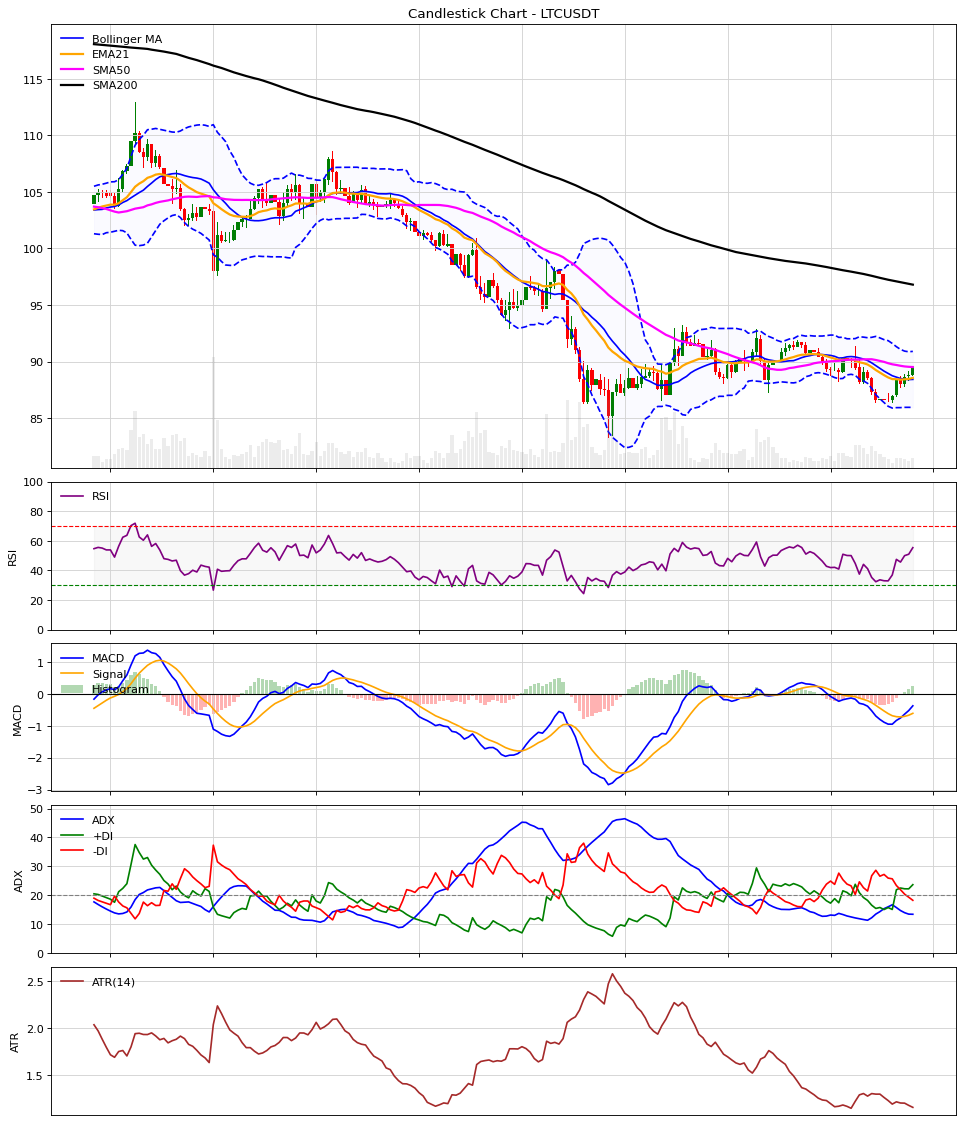 Candlestick Chart - LTCUSDT
Bollinger MA
EMA21
SMA50
SMA200
115
110
105
100
95
90
85
RSI
100
80
60
40
20
0
RSI
MACD
Signal
Histogram
1
0
−1
−2
−3
MACD
ADX
+DI
-DI
50
40
30
20
10
0
ADX
ATR(14)
2.5
2.0
1.5
ATR